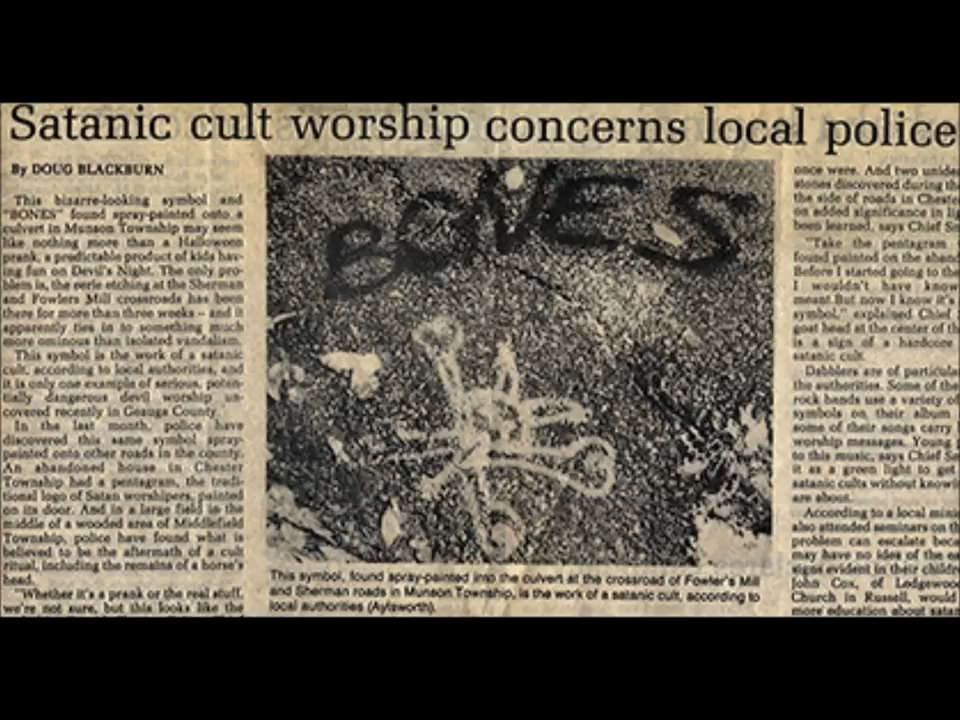 Satanic cult worship concerns local police
By DOUG BLACKBURN
This bizarre-looking symbol and
"BONES" found spray-painted onto a
culvert in Munson Township may seem
like nothing more than a Halloween
prank, a predictable product of kids hav-
ing fun on Devil's Night. The only pro-
blem is, the eerie etching at the Sherman
and Fowlers Mill crossroads has been
there for more than three weeks – and it
apparently ties in to something much
more ominous than isolated vandalism.
This symbol is the work of a satanic
cult, according to local authorities, and
it is only one example of serious, poten-
tially dangerous devil worship un-
covered recently in Geauga County.
In the last month, police have
discovered this same symbol spray-
painted onto other roads in the county.
An abandoned house in Chester
Township had a pentagram, the tradi-
tional logo of Satan worshipers, painted
on its door. And in a large field in the
middle of a wooded area of Middlefield
Township, police have found what is
believed to be the aftermath of a cult
ritual, including the remains of a horse's
head.
"Whether it's a prank or the real stuff,
we're not sure, but this looks like the
BONES
This symbol, found spray-painted into the culvert at the crossroad of Fowler's Mill
and Sherman roads in Munson Township, is the work of a satanic cult, according to
local authorities (Aylsworth).
once were. And two unide
stones discovered during th
the side of roads in Cheste
on added significance in lig
been learned, says Chief Se
"Take the pentagram
found painted on the aband
Before I started going to the
I wouldn't have know
meant. But now I know it's
symbol," explained Chief
goat head at the center of th
is a sign of a hardcore
satanic cult.
Dabblers are of particula
the authorities. Some of the
rock bands use a variety of
symbols on their album
some of their songs carry
worship messages. Young
to this music, says Chief Se
it as a green light to get
satanic cults without knowi
are about.
According to a local minis
also attended seminars on th
problem can escalate beca
may have no idea of the ea
signs evident in their childre
John Cox, of Ledgewood
Church in Russell, would
more education about satan